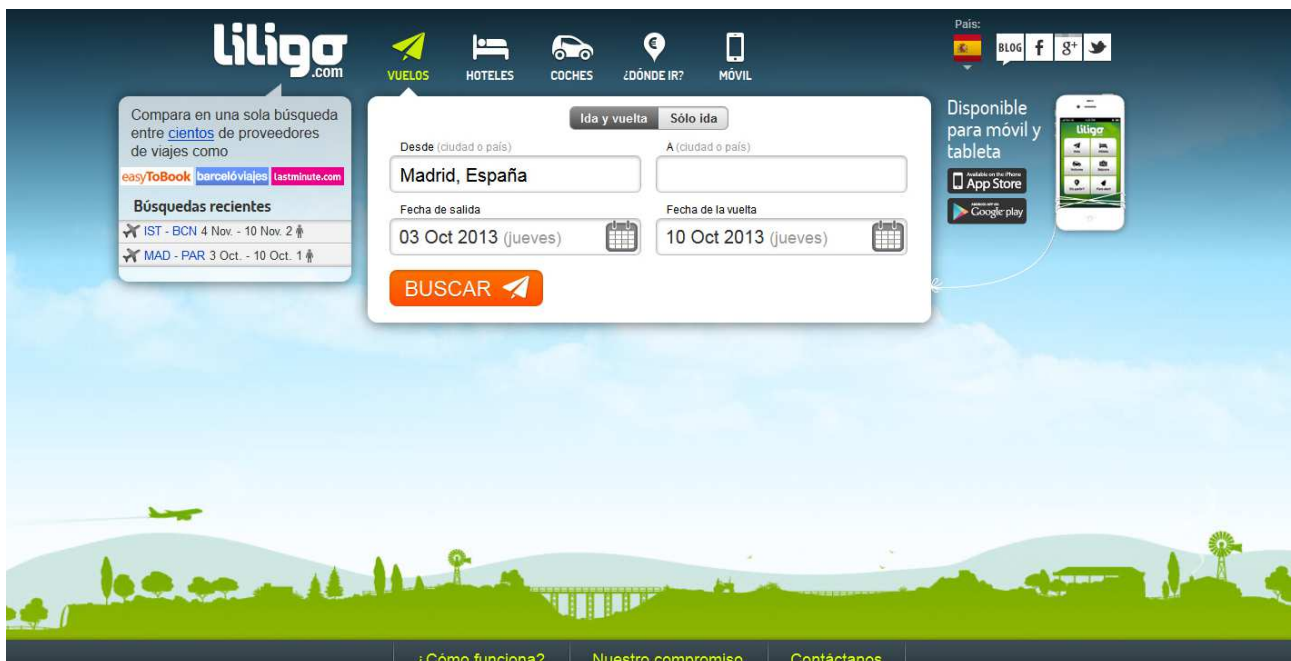 liligo
.com
VUELOS
HOTELES
COCHES
¿DÓNDE IR?
MÓVIL
País:
BLOG
f
g+
Compara en una sola búsqueda
entre cientos de proveedores
de viajes como
easyToBook barcelóviajes lastminute.com
Búsquedas recientes
IST - BCN 4 Nov. - 10 Nov. 2
MAD - PAR 3 Oct. - 10 Oct. 1
Ida y vuelta Sólo ida
Desde (ciudad o país)
Madrid, España
A (ciudad o país)
Fecha de salida
03 Oct 2013 (jueves)
Fecha de la vuelta
10 Oct 2013 (jueves)
BUSCAR
Disponible
para móvil y
tableta
Available on the iPhone
App Store
Google play
liligo
¿Cómo funciona? Nuestro compromiso Contáctanos